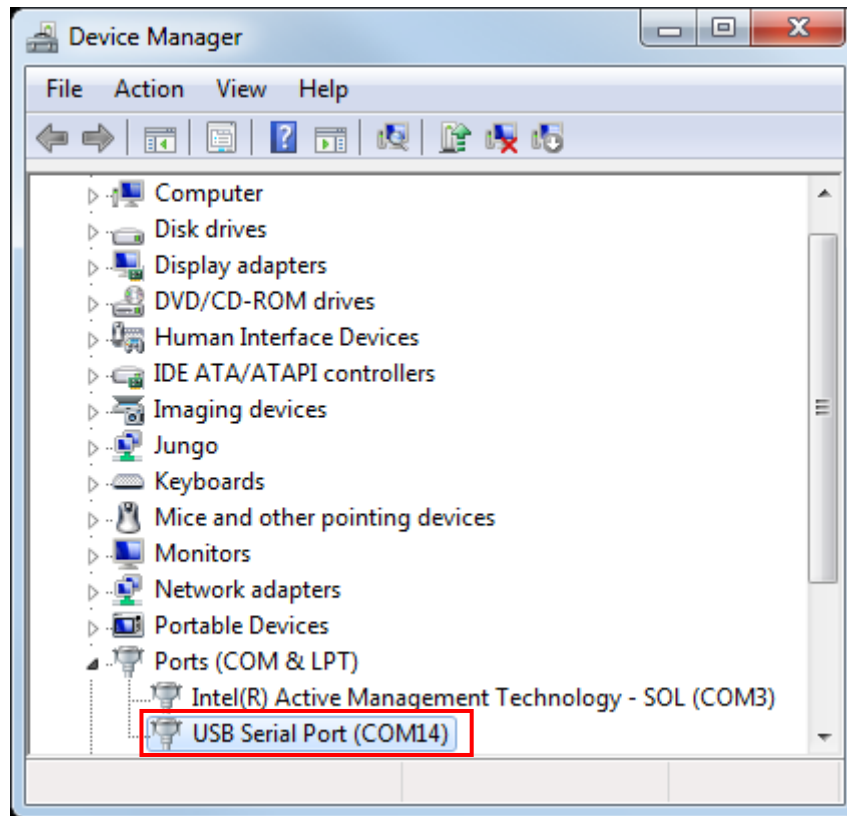 Device Manager
File Action View Help
Computer
Disk drives
Display adapters
DVD/CD-ROM drives
Human Interface Devices
IDE ATA/ATAPI controllers
Imaging devices
Jungo
Keyboards
Mice and other pointing devices
Monitors
Network adapters
Portable Devices
Ports (COM & LPT)
Intel(R) Active Management Technology - SOL (COM3)
USB Serial Port (COM14)